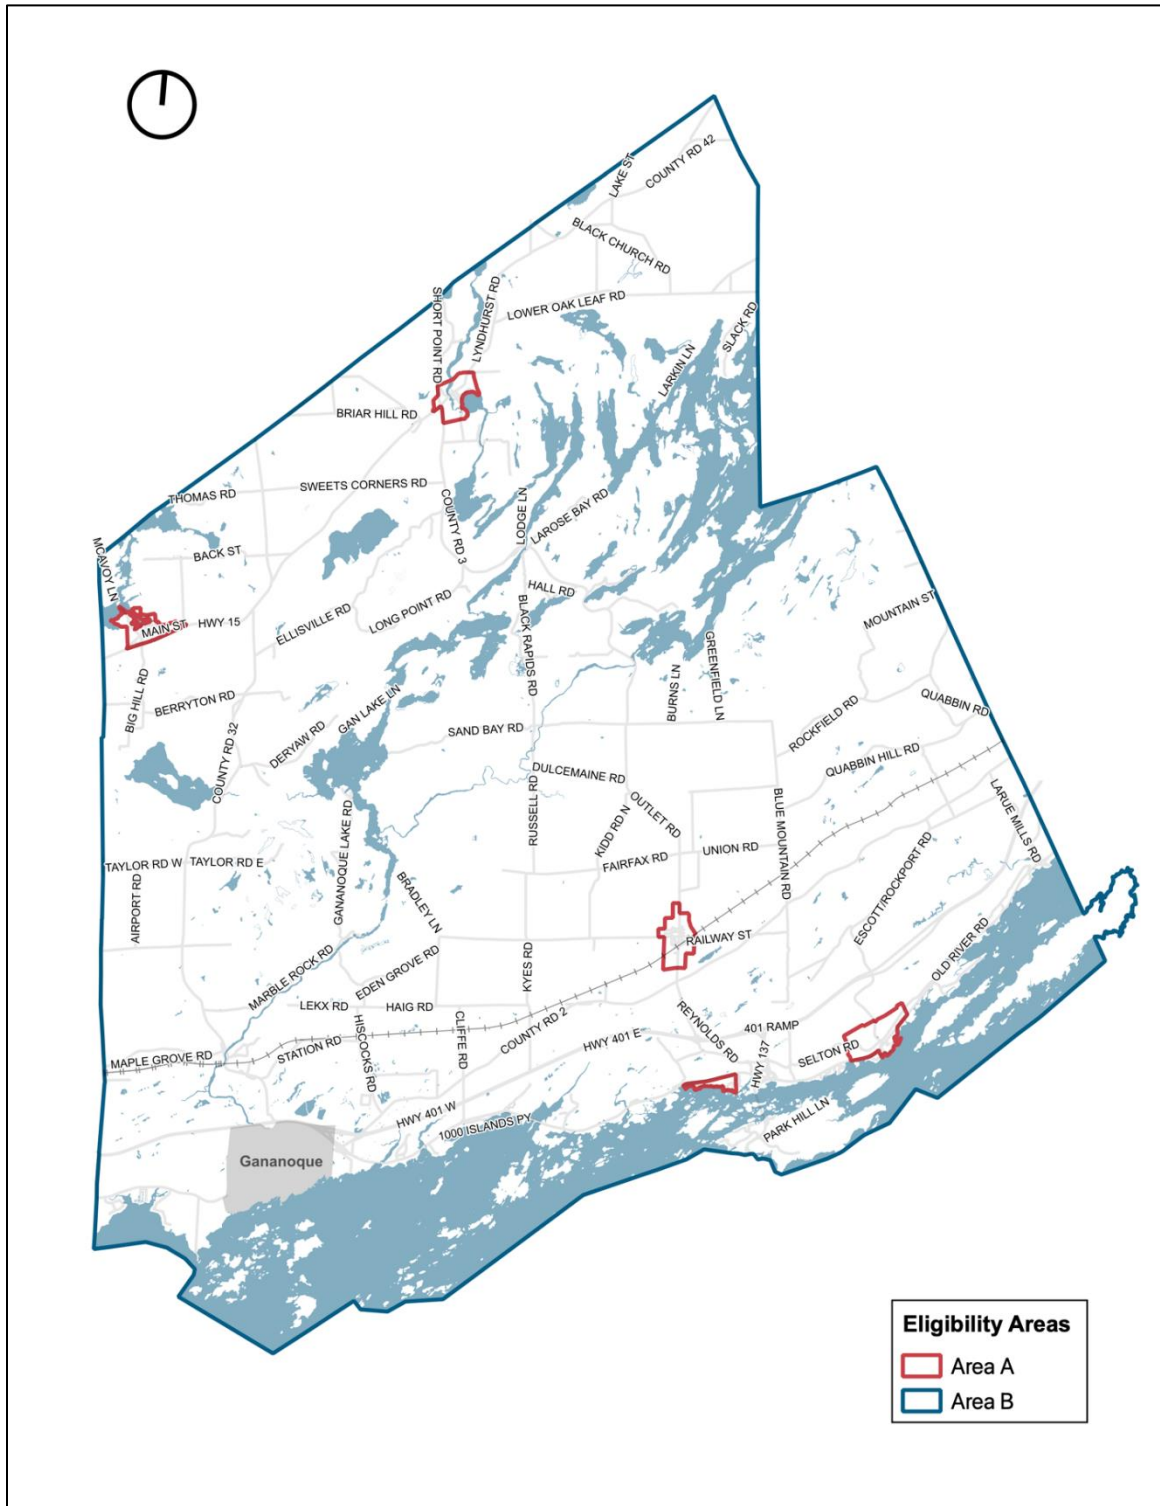 LAKE ST
COUNTY RD 42
BLACK CHURCH RD
SHORT POINT RD
LYNDHURST RD
LOWER OAK LEAF RD
SLACK RD
LARKIN LN
BRIAR HILL RD
THOMAS RD
SWEETS CORNERS RD
COUNTY RD 3
LODGE LN
LAROSE BAY RD
MCAVOY LN
BACK ST
HALL RD
MAIN ST
HWY 15
ELLISVILLE RD
LONG POINT RD
BLACK RAPIDS RD
MOUNTAIN ST
BIG HILL RD
BERRYTON RD
GAN LAKE LN
BURNS LN
GREENFIELD LN
QUABBIN RD
COUNTY RD 32
DERYAW RD
SAND BAY RD
ROCKFIELD RD
QUABBIN HILL RD
DULCEMAINE RD
RUSSELL RD
OUTLET RD
KIDD RD N
BLUE MOUNTAIN RD
LARUE MILLS RD
GANANOQUE LAKE RD
TAYLOR RD W
TAYLOR RD E
FAIRFAX RD
UNION RD
AIRPORT RD
BRADLEY LN
ESCOTT/ROCKPORT RD
RAILWAY ST
OLD RIVER RD
MARBLE ROCK RD
EDEN GROVE RD
KYES RD
LEKX RD
HAIG RD
HISCOCKS RD
CLIFFE RD
COUNTY RD 2
REYNOLDS RD
401 RAMP
HWY 401 E
MAPLE GROVE RD
STATION RD
HWY 137
SELTON RD
HWY 401 W
1000 ISLANDS PY
PARK HILL LN
Gananoque
Eligibility Areas
Area A
Area B